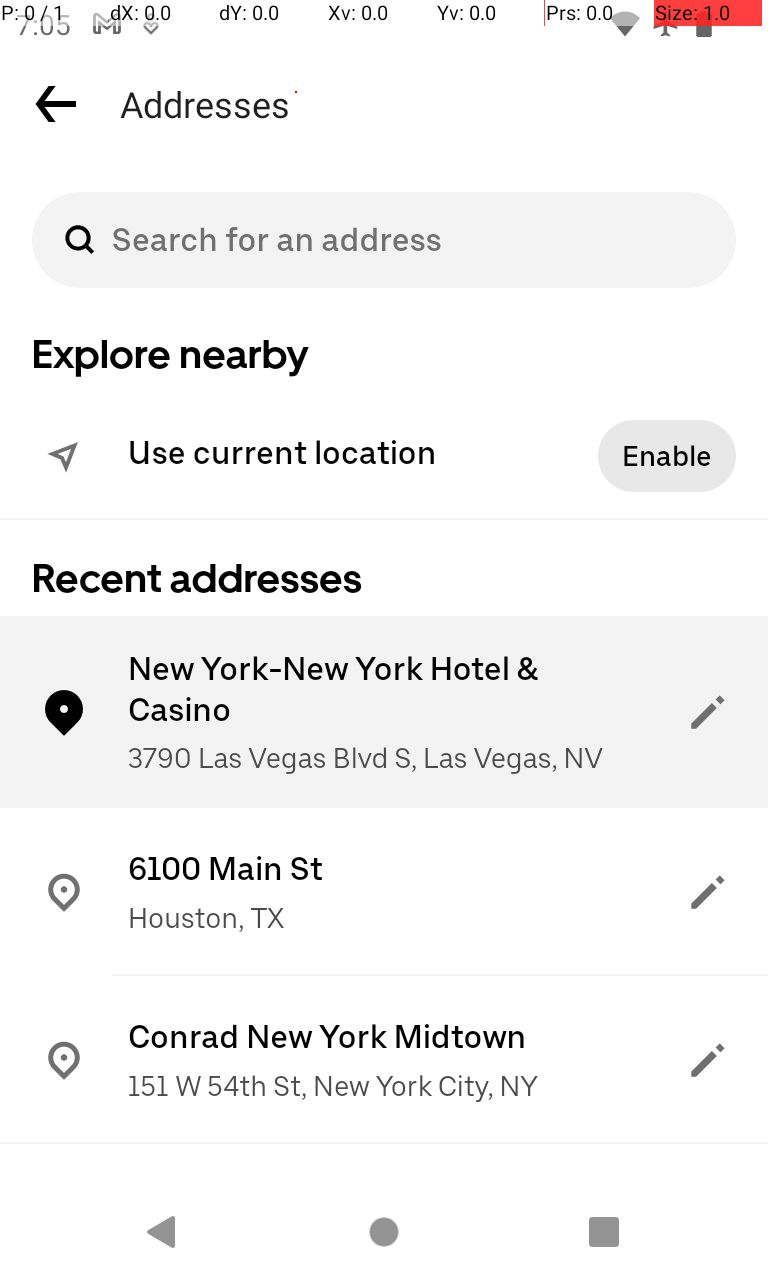 P: 0 / 1 dX: 0.0 dY: 0.0 Xv: 0.0 Yv: 0.0 Prs: 0.0 Size: 1.0
7:05
Addresses
Search for an address
Explore nearby
Use current location
Enable
Recent addresses
New York-New York Hotel &
Casino
3790 Las Vegas Blvd S, Las Vegas, NV
6100 Main St
Houston, TX
Conrad New York Midtown
151 W 54th St, New York City, NY